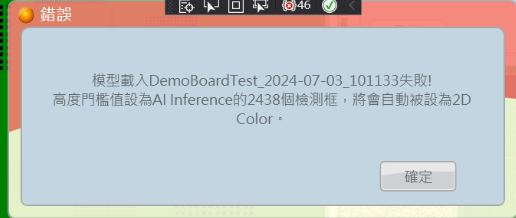 錯誤
46
模型載入DemoBoardTest_2024-07-03_101133失敗!
高度門檻值設為AI Inference的2438個檢測框，將會自動被設為2D
Color。
確定